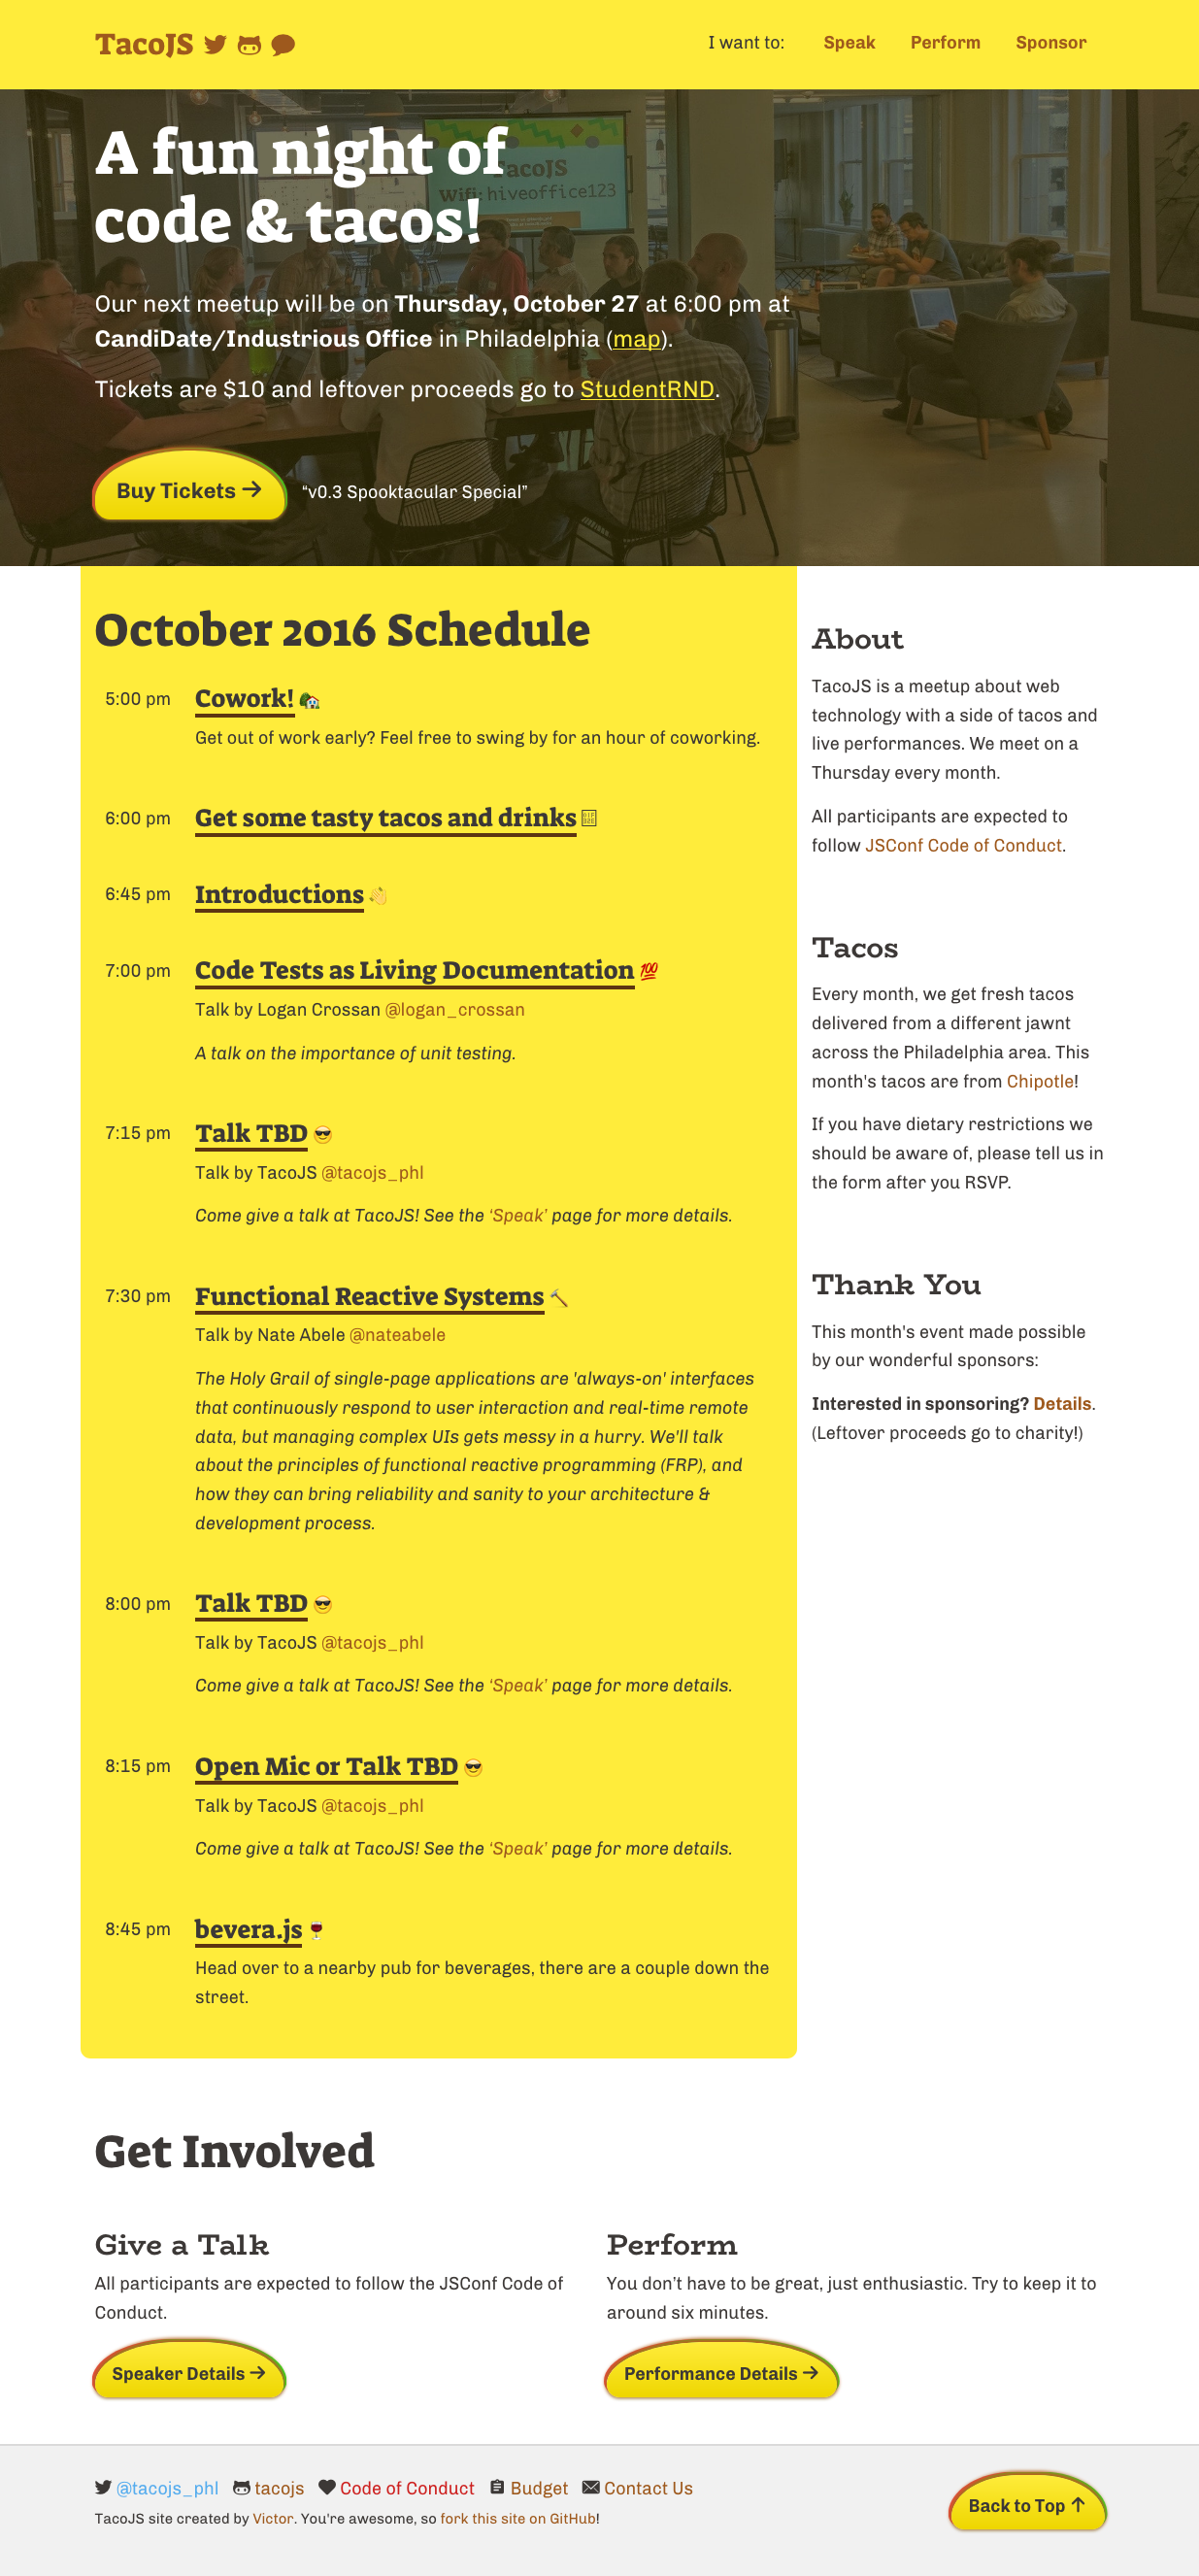 TacoJS
I want to: Speak Perform Sponsor
A fun night of
code & tacos!
TacoJS
Wifi: hiveoffice123
Our next meetup will be on Thursday, October 27 at 6:00 pm at
CandiDate/Industrious Office in Philadelphia (map).
Tickets are $10 and leftover proceeds go to StudentRND.
Buy Tickets →
“v0.3 Spooktacular Special”
October 2016 Schedule
5:00 pm Cowork! 🏡
Get out of work early? Feel free to swing by for an hour of coworking.
6:00 pm Get some tasty tacos and drinks
6:45 pm Introductions 👏
7:00 pm Code Tests as Living Documentation 💯
Talk by Logan Crossan @logan_crossan
A talk on the importance of unit testing.
7:15 pm Talk TBD 😎
Talk by TacoJS @tacojs_phl
Come give a talk at TacoJS! See the ‘Speak’ page for more details.
7:30 pm Functional Reactive Systems 🔨
Talk by Nate Abele @nateabele
The Holy Grail of single-page applications are 'always-on' interfaces
that continuously respond to user interaction and real-time remote
data, but managing complex UIs gets messy in a hurry. We'll talk
about the principles of functional reactive programming (FRP), and
how they can bring reliability and sanity to your architecture &
development process.
8:00 pm Talk TBD 😎
Talk by TacoJS @tacojs_phl
Come give a talk at TacoJS! See the ‘Speak’ page for more details.
8:15 pm Open Mic or Talk TBD 😎
Talk by TacoJS @tacojs_phl
Come give a talk at TacoJS! See the ‘Speak’ page for more details.
8:45 pm bevera.js 🍷
Head over to a nearby pub for beverages, there are a couple down the
street.
About
TacoJS is a meetup about web
technology with a side of tacos and
live performances. We meet on a
Thursday every month.
All participants are expected to
follow JSConf Code of Conduct.
Tacos
Every month, we get fresh tacos
delivered from a different jawnt
across the Philadelphia area. This
month's tacos are from Chipotle!
If you have dietary restrictions we
should be aware of, please tell us in
the form after you RSVP.
Thank You
This month's event made possible
by our wonderful sponsors:
Interested in sponsoring? Details.
(Leftover proceeds go to charity!)
Get Involved
Give a Talk
All participants are expected to follow the JSConf Code of
Conduct.
Speaker Details →
Perform
You don’t have to be great, just enthusiastic. Try to keep it to
around six minutes.
Performance Details →
@tacojs_phl tacojs Code of Conduct Budget Contact Us
TacoJS site created by Victor. You're awesome, so fork this site on GitHub!
Back to Top ↑